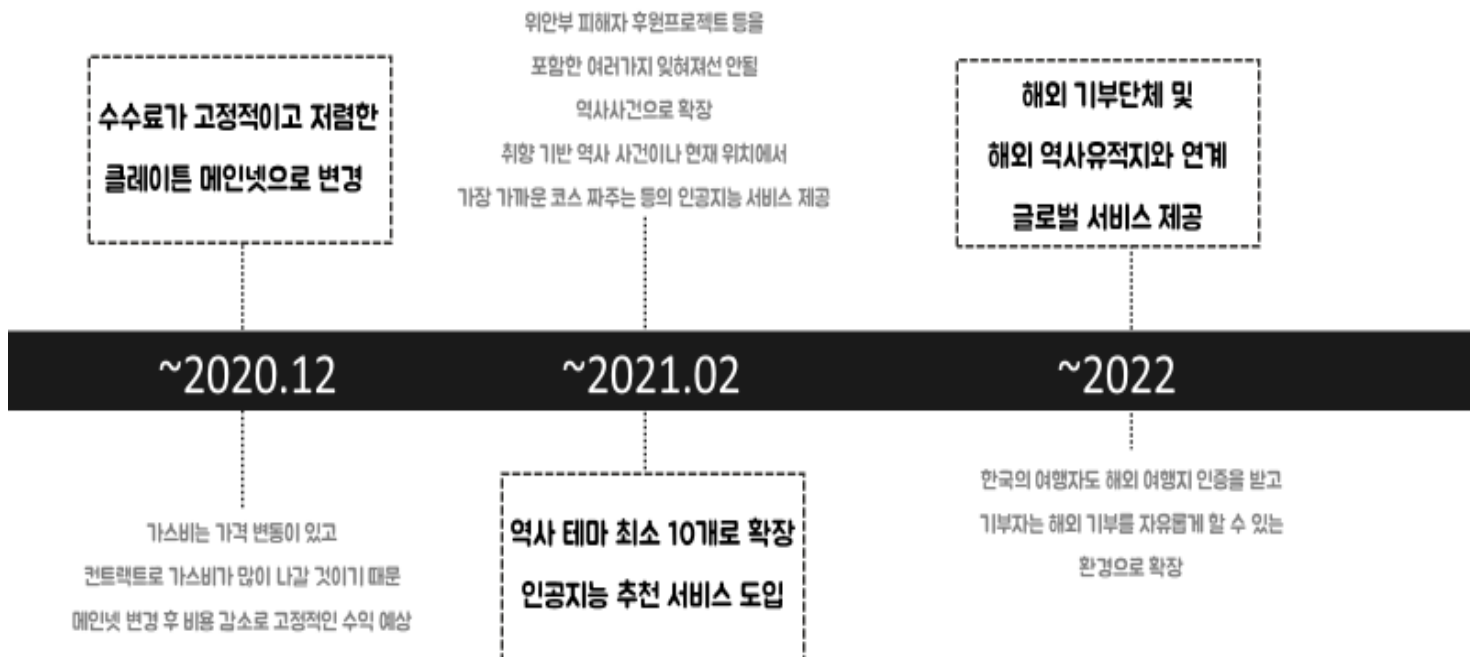 수수료가 고정적이고 저렴한
클레이튼 메인넷으로 변경
~2020.12
가스비는 가격 변동이 있고
컨트랙트로 가스비가 많이 나갈 것이기 때문
메인넷 변경 후 비용 감소로 고정적인 수익 예상
위안부 피해자 후원프로젝트 등을
포함한 여러가지 잊혀져선 안될
역사사건으로 확장
취향 기반 역사 사건이나 현재 위치에서
가장 가까운 코스 짜주는 등의 인공지능 서비스 제공
~2021.02
역사 테마 최소 10개로 확장
인공지능 추천 서비스 도입
해외 기부단체 및
해외 역사유적지와 연계
글로벌 서비스 제공
~2022
한국의 여행자도 해외 여행지 인증을 받고
기부자는 해외 기부를 자유롭게 할 수 있는
환경으로 확장